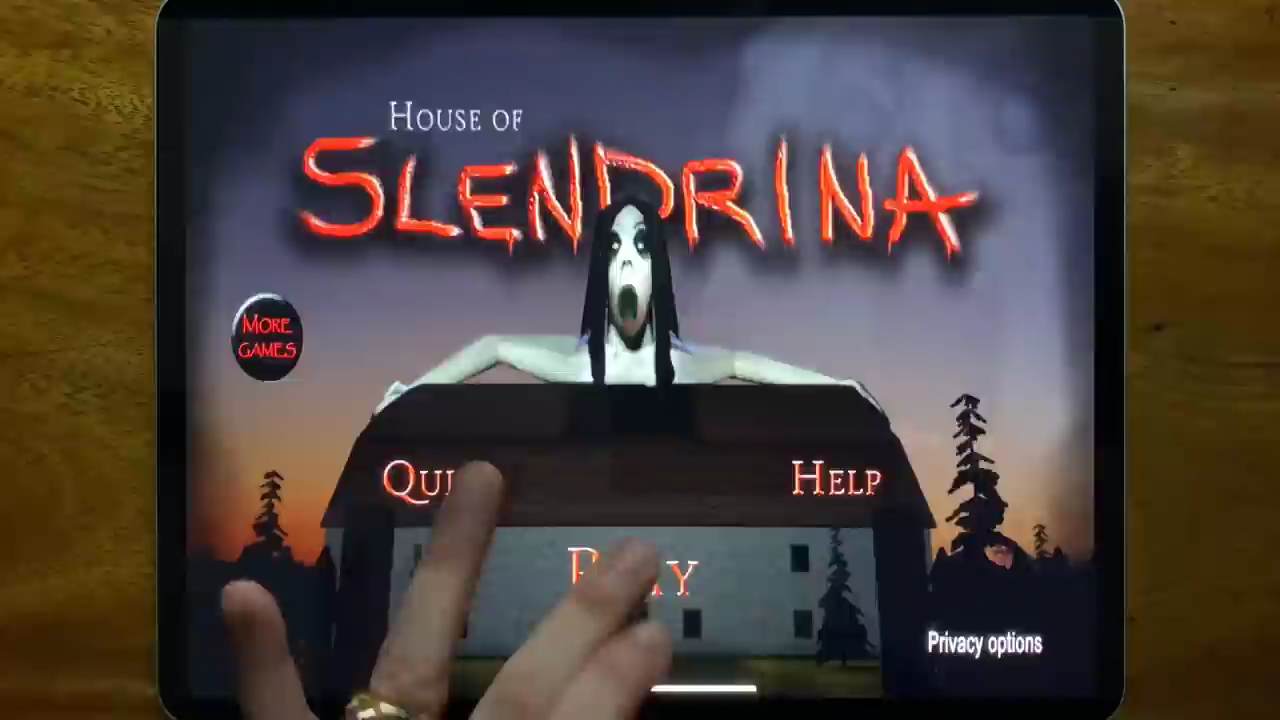 House of
Slendrina
More
games
Help
Privacy options